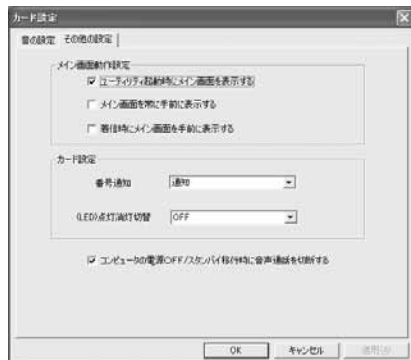 カード設定
音の設定 その他の設定
メイン画面動作設定
ユーティリティ起動時にメイン画面を表示する
メイン画面を常に手前に表示する
着信時にメイン画面を手前に表示する
カード設定
番号通知 通知
(LED)点灯消灯切替 OFF
コンピュータの電源OFF/スタンバイ移行時に音声通話を切断する
OK キャンセル 適用(A)